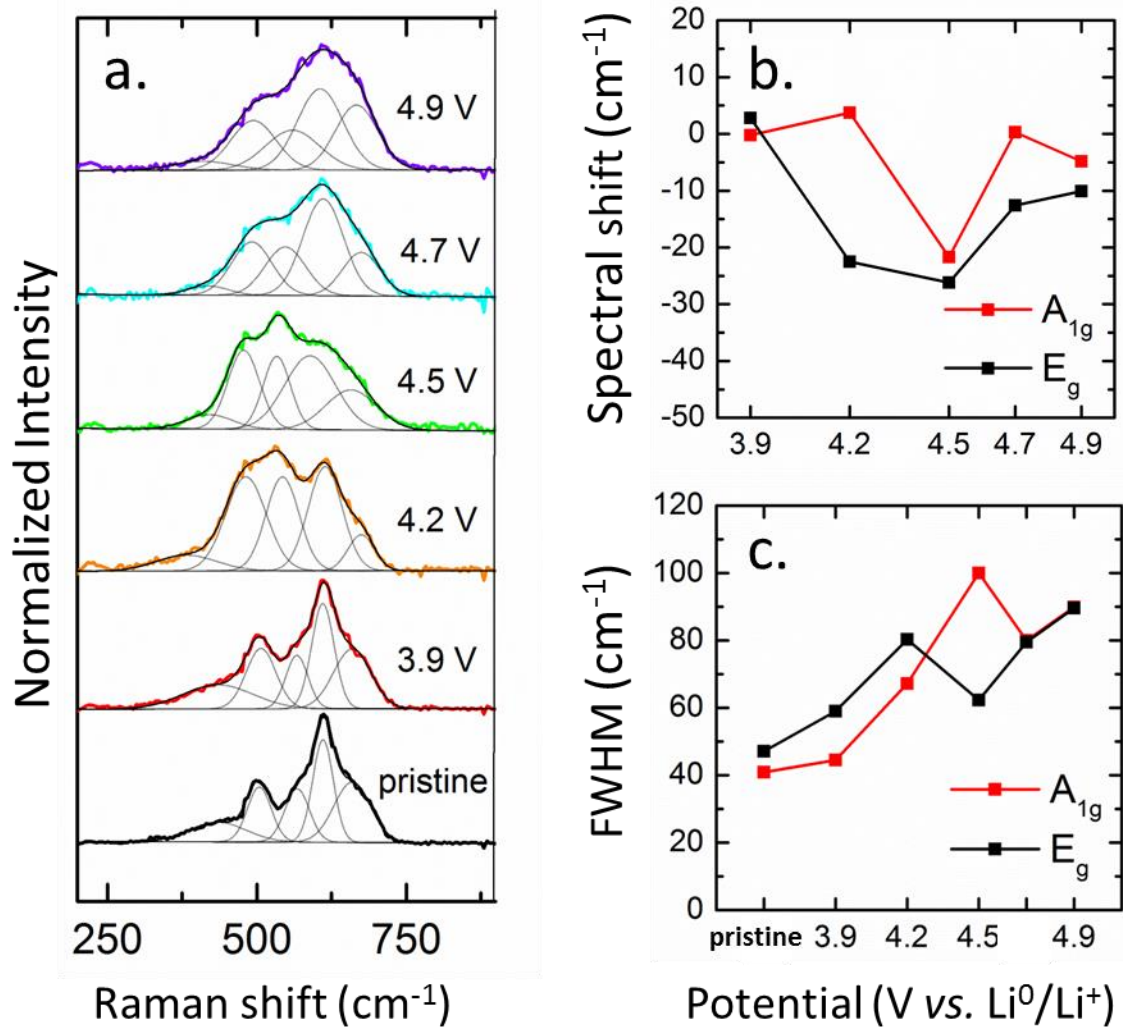 a.
4.9 V
4.7 V
4.5 V
4.2 V
3.9 V
pristine
Normalized Intensity
250 500 750
Raman shift (cm⁻¹)
b.
20
10
0
-10
-20
-30
-40
-50
Spectral shift (cm⁻¹)
A₁g
Eg
3.9 4.2 4.5 4.7 4.9
c.
120
100
80
60
40
20
0
FWHM (cm⁻¹)
A₁g
Eg
pristine 3.9 4.2 4.5 4.9
Potential (V vs. Li⁰/Li⁺)